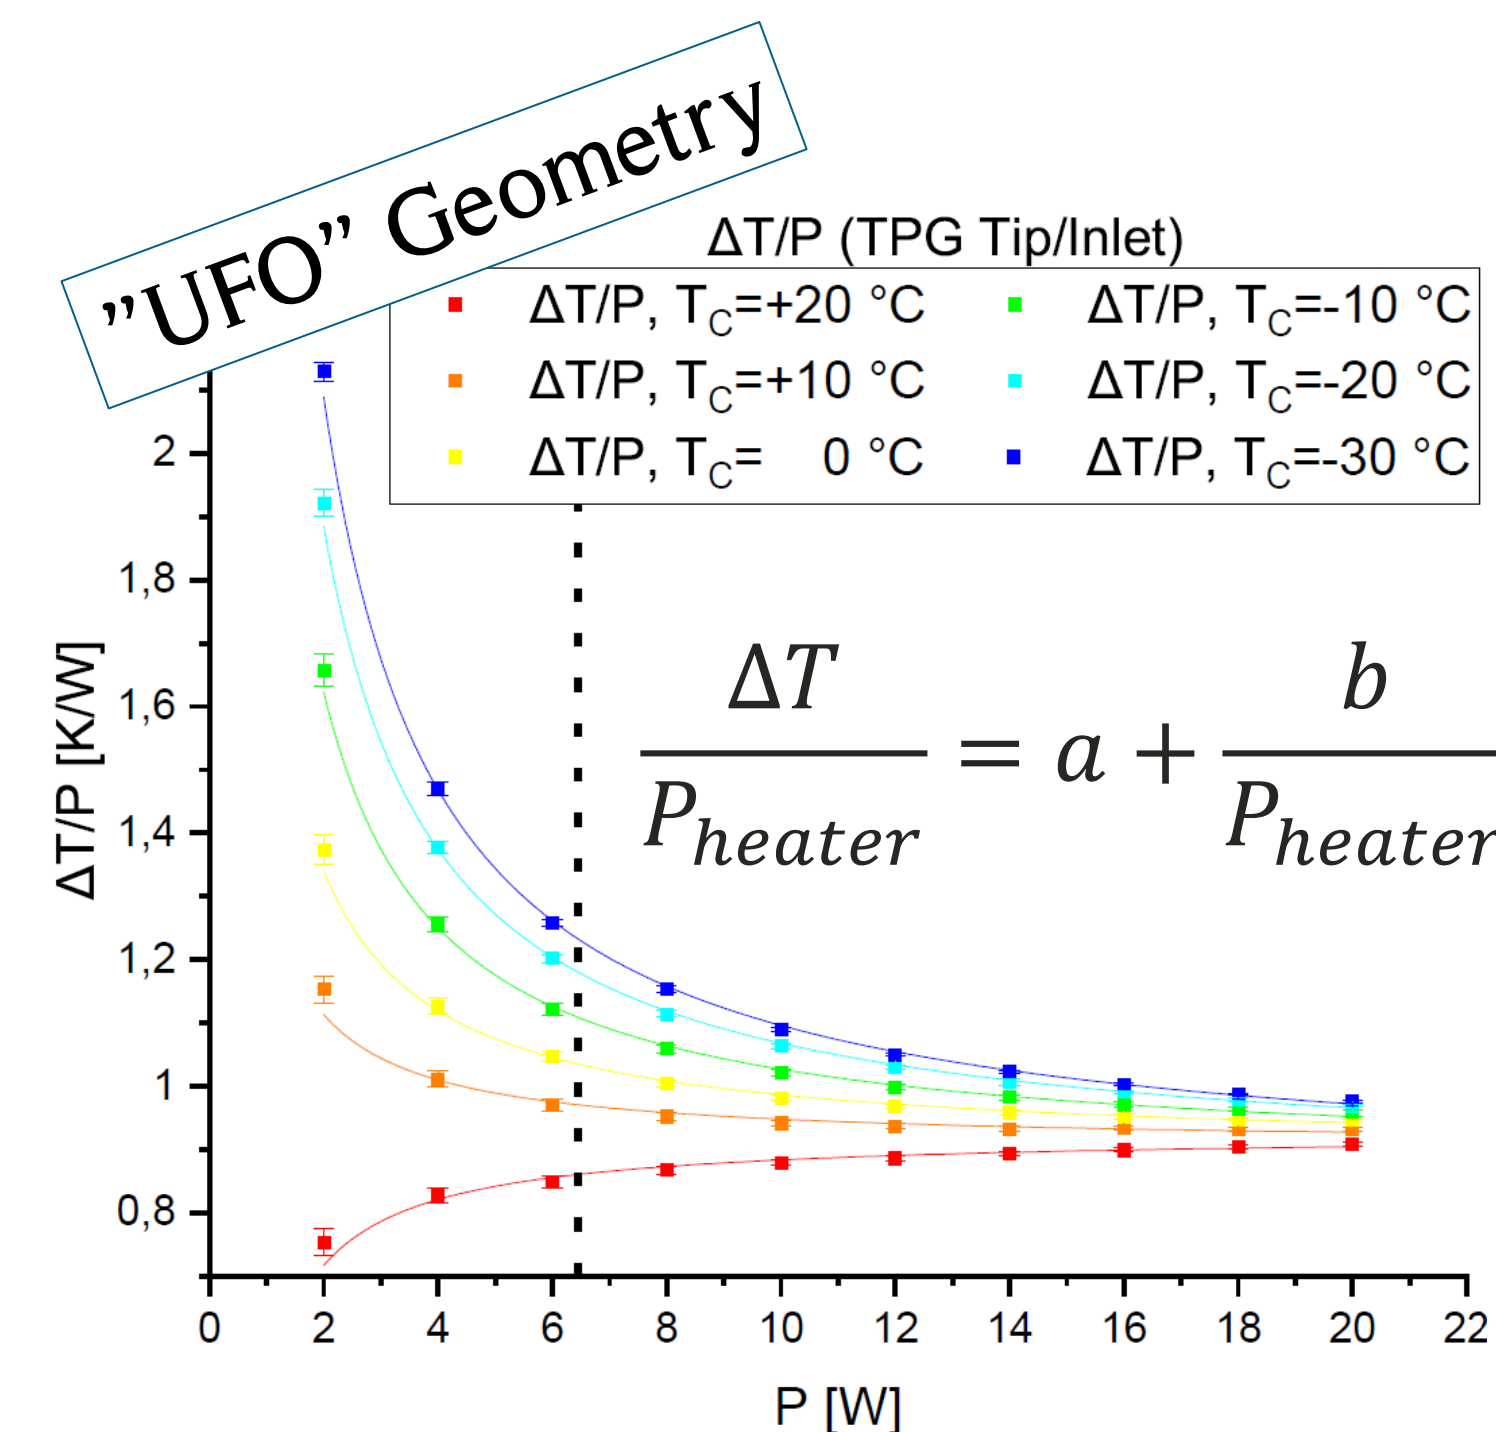 ”UFO” Geometry
ΔT/P (TPG Tip/Inlet)
ΔT/P, TC=+20 °C
ΔT/P, TC=-10 °C
ΔT/P, TC=+10 °C
ΔT/P, TC=-20 °C
ΔT/P, TC= 0 °C
ΔT/P, TC=-30 °C
2
1,8
1,6
1,4
1,2
1
0,8
ΔT/P [K/W]
ΔT/Pheater = a + b/Pheater
0 2 4 6 8 10 12 14 16 18 20 22
P [W]